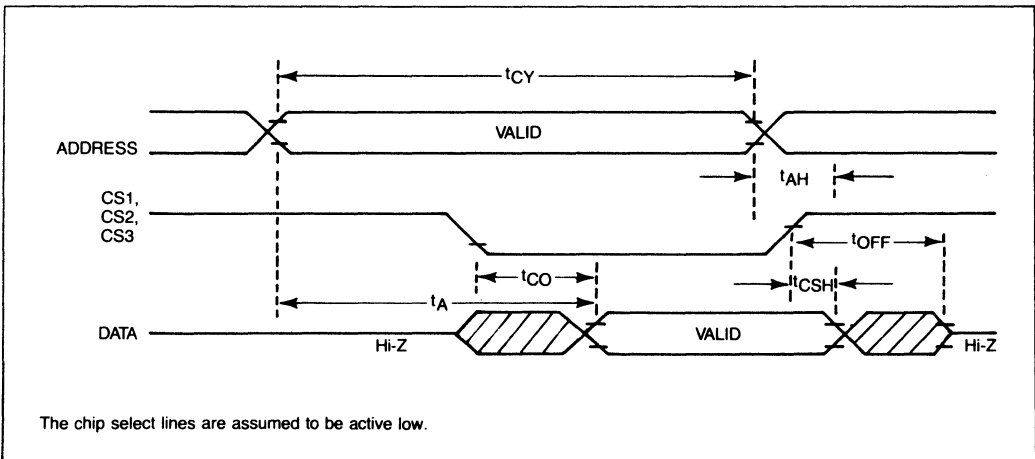 tCY
ADDRESS
VALID
tAH
CS1,
CS2,
CS3
tOFF
tCO
tCSH
tA
DATA
Hi-Z
VALID
Hi-Z
The chip select lines are assumed to be active low.